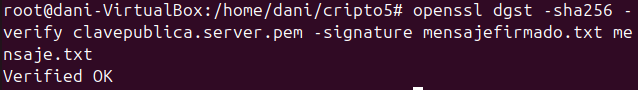 root@dani-VirtualBox:/home/dani/cripto5# openssl dgst -sha256 -
verify clavepublica.server.pem -signature mensajefirmado.txt me
nsaje.txt
Verified OK